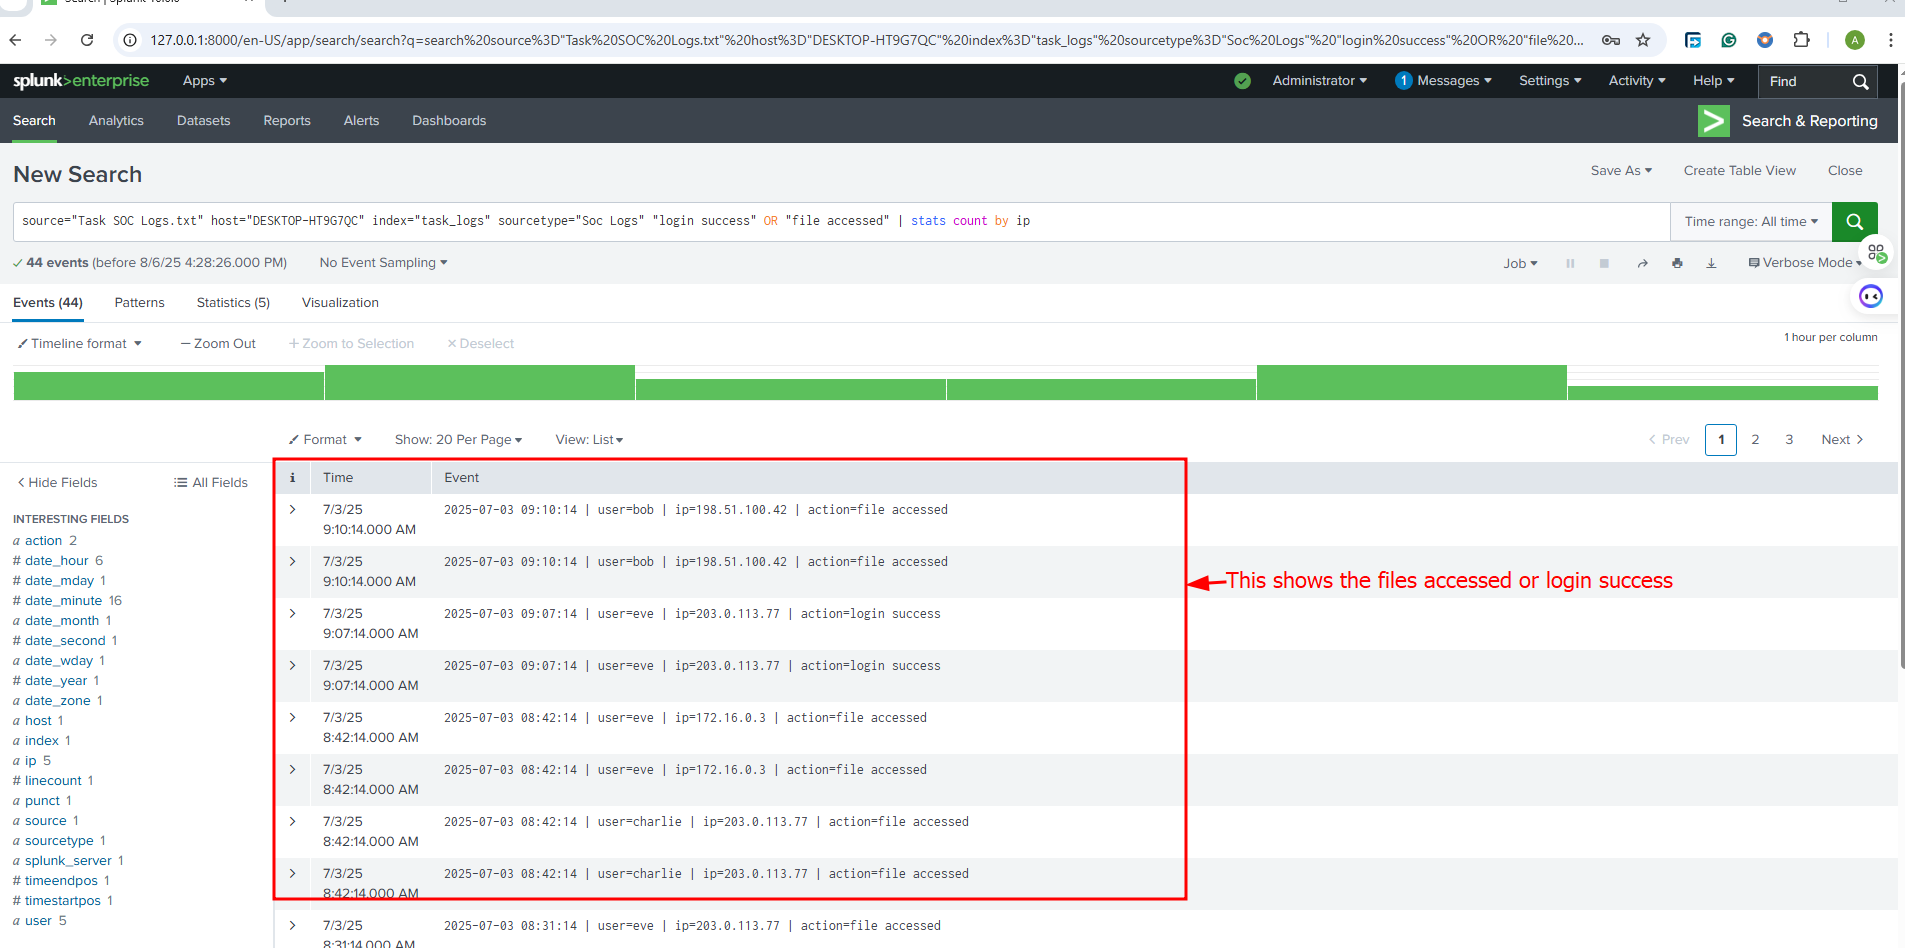 127.0.0.1:8000/en-US/app/search/search?q=search%20source%3D"Task%20SOC%20Logs.txt"%20host%3D"DESKTOP-HT9G7QC"%20index%3D"task_logs"%20sourcetype%3D"Soc%20Logs"%20"login%20success"%20OR%20"file%20...
A
splunk>enterprise Apps Administrator 1 Messages Settings Activity Help Find
Search Analytics Datasets Reports Alerts Dashboards Search & Reporting
New Search Save As Create Table View Close
source="Task SOC Logs.txt" host="DESKTOP-HT9G7QC" index="task_logs" sourcetype="Soc Logs" "login success" OR "file accessed" | stats count by ip Time range: All time
44 events (before 8/6/25 4:28:26.000 PM) No Event Sampling Job Verbose Mode
Events (44) Patterns Statistics (5) Visualization
Timeline format — Zoom Out + Zoom to Selection × Deselect 1 hour per column
Format Show: 20 Per Page View: List < Prev 1 2 3 Next >
< Hide Fields All Fields
INTERESTING FIELDS
a action 2
# date_hour 6
# date_mday 1
# date_minute 16
a date_month 1
# date_second 1
a date_wday 1
# date_year 1
a date_zone 1
a host 1
a index 1
a ip 5
# linecount 1
a punct 1
a source 1
a sourcetype 1
a splunk_server 1
# timeendpos 1
# timestartpos 1
a user 5
i Time Event
> 7/3/25 2025-07-03 09:10:14 | user=bob | ip=198.51.100.42 | action=file accessed
9:10:14.000 AM
> 7/3/25 2025-07-03 09:10:14 | user=bob | ip=198.51.100.42 | action=file accessed
9:10:14.000 AM
This shows the files accessed or login success
> 7/3/25 2025-07-03 09:07:14 | user=eve | ip=203.0.113.77 | action=login success
9:07:14.000 AM
> 7/3/25 2025-07-03 09:07:14 | user=eve | ip=203.0.113.77 | action=login success
9:07:14.000 AM
> 7/3/25 2025-07-03 08:42:14 | user=eve | ip=172.16.0.3 | action=file accessed
8:42:14.000 AM
> 7/3/25 2025-07-03 08:42:14 | user=eve | ip=172.16.0.3 | action=file accessed
8:42:14.000 AM
> 7/3/25 2025-07-03 08:42:14 | user=charlie | ip=203.0.113.77 | action=file accessed
8:42:14.000 AM
> 7/3/25 2025-07-03 08:42:14 | user=charlie | ip=203.0.113.77 | action=file accessed
8:42:14.000 AM
> 7/3/25 2025-07-03 08:31:14 | user=eve | ip=203.0.113.77 | action=file accessed
8:31:14.000 AM